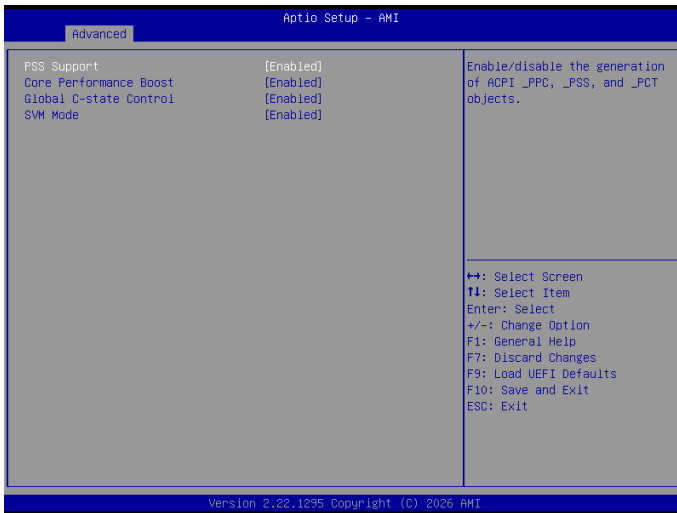 Aptio Setup - AMI
Advanced
PSS Support [Enabled]
Core Performance Boost [Enabled]
Global C-state Control [Enabled]
SVM Mode [Enabled]
Enable/disable the generation
of ACPI _PPC, _PSS, and _PCT
objects.
↔: Select Screen
↑↓: Select Item
Enter: Select
+/-: Change Option
F1: General Help
F7: Discard Changes
F9: Load UEFI Defaults
F10: Save and Exit
ESC: Exit
Version 2.22.1295 Copyright (C) 2026 AMI